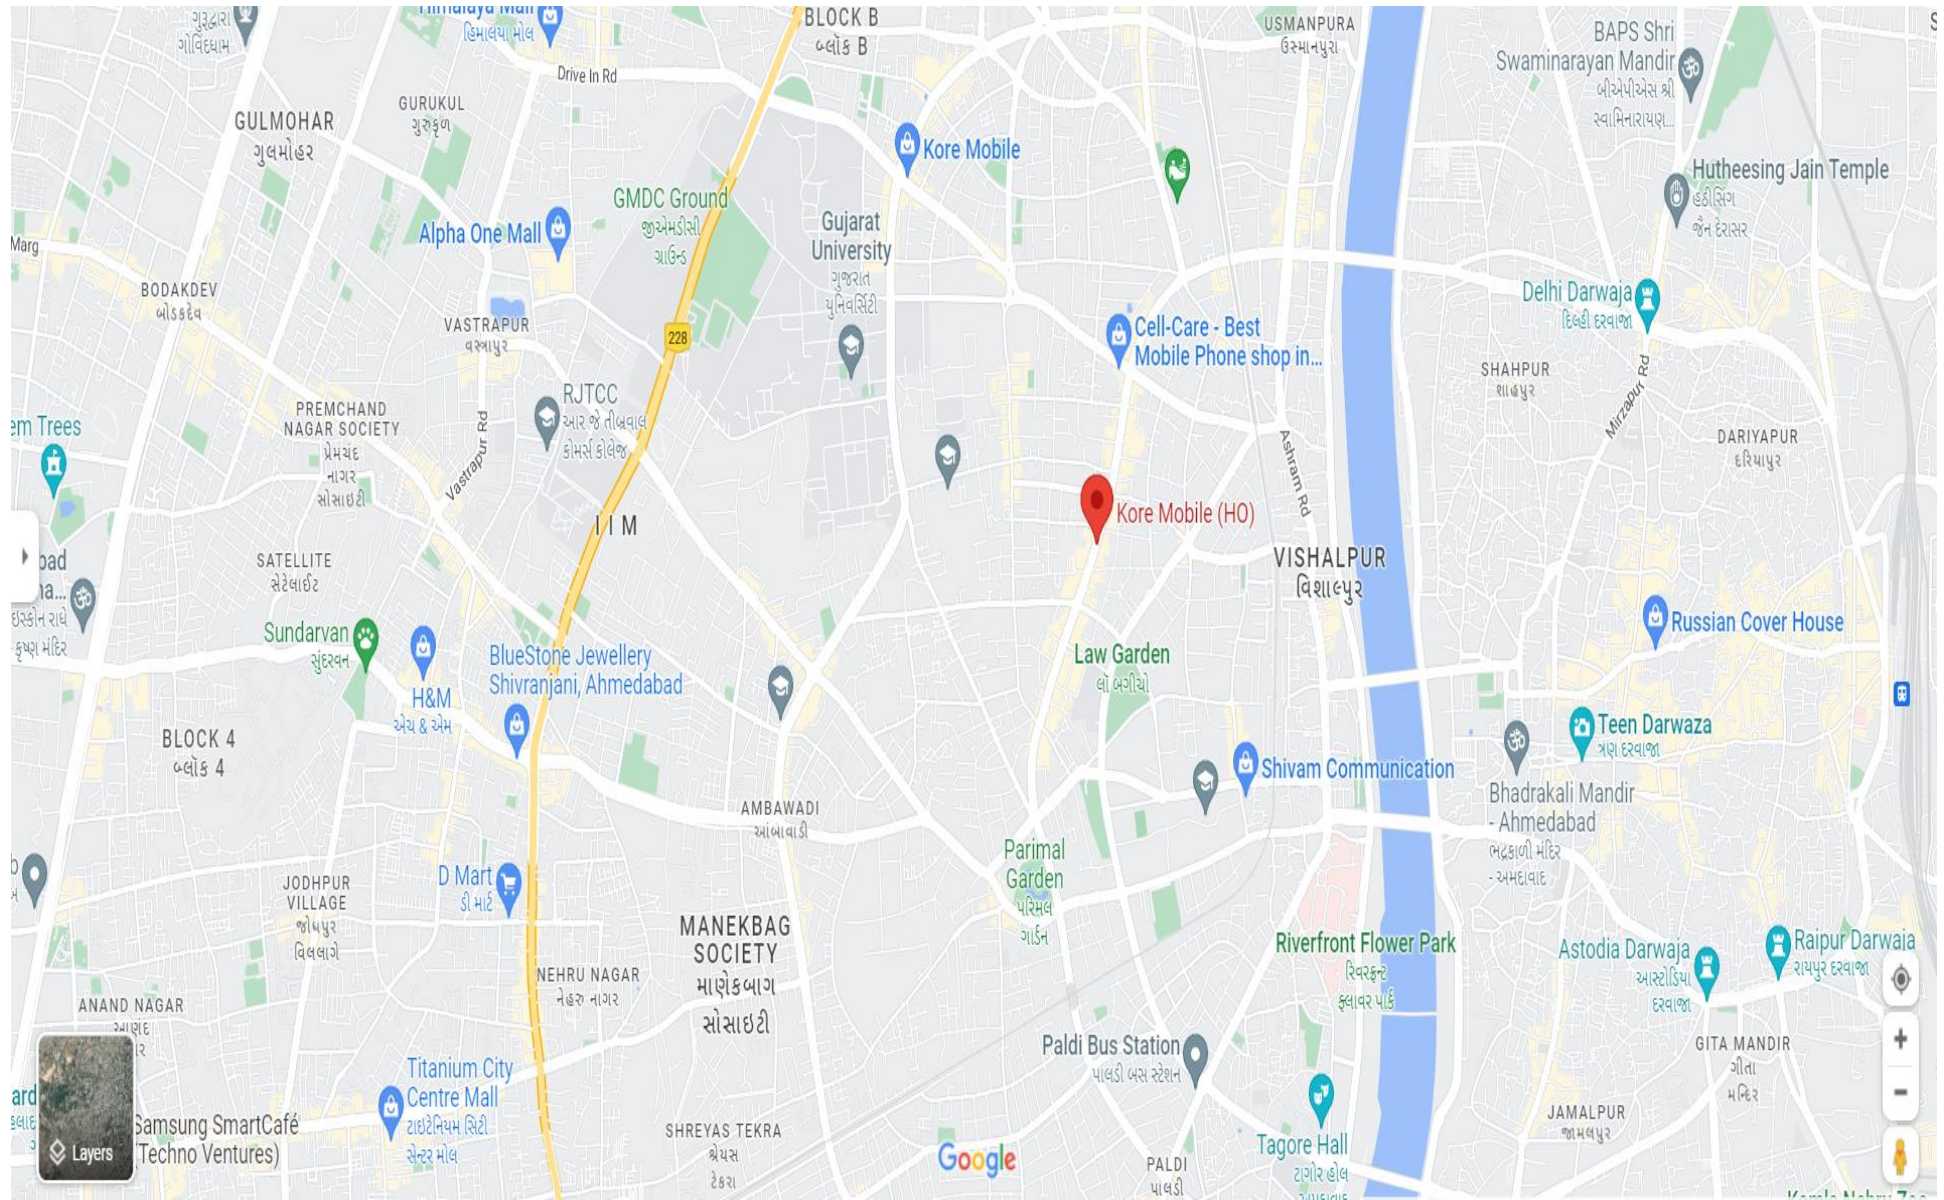 ગુરુદ્વારા
ગોવિંદધામ
Himalaya Mall
હિમાલયા મોલ
BLOCK B
બ્લૉક B
USMANPURA
ઉસ્માનપુરા
BAPS Shri
Swaminarayan Mandir
બીએપીએસ શ્રી
સ્વામિનારાયણ...
Drive In Rd
GURUKUL
ગુરુકૂળ
GULMOHAR
ગુલમોહર
Kore Mobile
Hutheesing Jain Temple
હઠીસિંગ
જૈન દેરાસર
GMDC Ground
જીએમડીસી
ગ્રાઉન્ડ
Alpha One Mall
Gujarat
University
ગુજરાત
યુનિવર્સિટી
Marg
BODAKDEV
બોડકદેવ
Delhi Darwaja
દિલ્હી દરવાજા
VASTRAPUR
વસ્ત્રાપુર
228
Cell-Care - Best
Mobile Phone shop in...
SHAHPUR
શાહપુર
Mirzapur Rd
RJTCC
આર જે તીબ્રવાલ
કોમર્સ કૉલેજ
PREMCHAND
NAGAR SOCIETY
પ્રેમચંદ
નાગર
સોસાઇટી
Vastrapur Rd
em Trees
DARIYAPUR
દરિયાપુર
Ashram Rd
Kore Mobile (HO)
IIM
SATELLITE
સેટેલાઈટ
VISHALPUR
વિશાલપુર
bad
na...
ઇસ્કોન રાધે
કૃષ્ણ મંદિર
Sundarvan
સુંદરવન
Russian Cover House
BlueStone Jewellery
Shivranjani, Ahmedabad
Law Garden
લૉ બગીચો
H&M
એચ & એમ
BLOCK 4
બ્લૉક 4
Teen Darwaza
ત્રણ દરવાજા
Shivam Communication
Bhadrakali Mandir
- Ahmedabad
ભદ્રકાળી મંદિર
- અમદાવાદ
AMBAWADI
આંબાવાડી
Parimal
Garden
પરિમલ
ગાર્ડન
D Mart
ડી માર્ટ
JODHPUR
VILLAGE
જોધપુર
વિલલાગે
MANEKBAG
SOCIETY
માણેકબાગ
સોસાઇટી
Riverfront Flower Park
રિવરફ્રન્ટ
ફ્લાવર પાર્ક
Astodia Darwaja
આસ્ટોડિયા
દરવાજા
Raipur Darwaja
રાયપુર દરવાજા
NEHRU NAGAR
નેહરુ નાગર
ANAND NAGAR
Paldi Bus Station
પાલડી બસ સ્ટેશન
GITA MANDIR
ગીતા
મન્દિર
Titanium City
Centre Mall
ટાઇટેનિયમ સિટી
સેન્ટર મોલ
Samsung SmartCafé
(Techno Ventures)
Layers
JAMALPUR
જામલપુર
SHREYAS TEKRA
શ્રેયસ
ટેકરા
Google
Tagore Hall
ટાગોર હોલ
PALDI
પાલડી